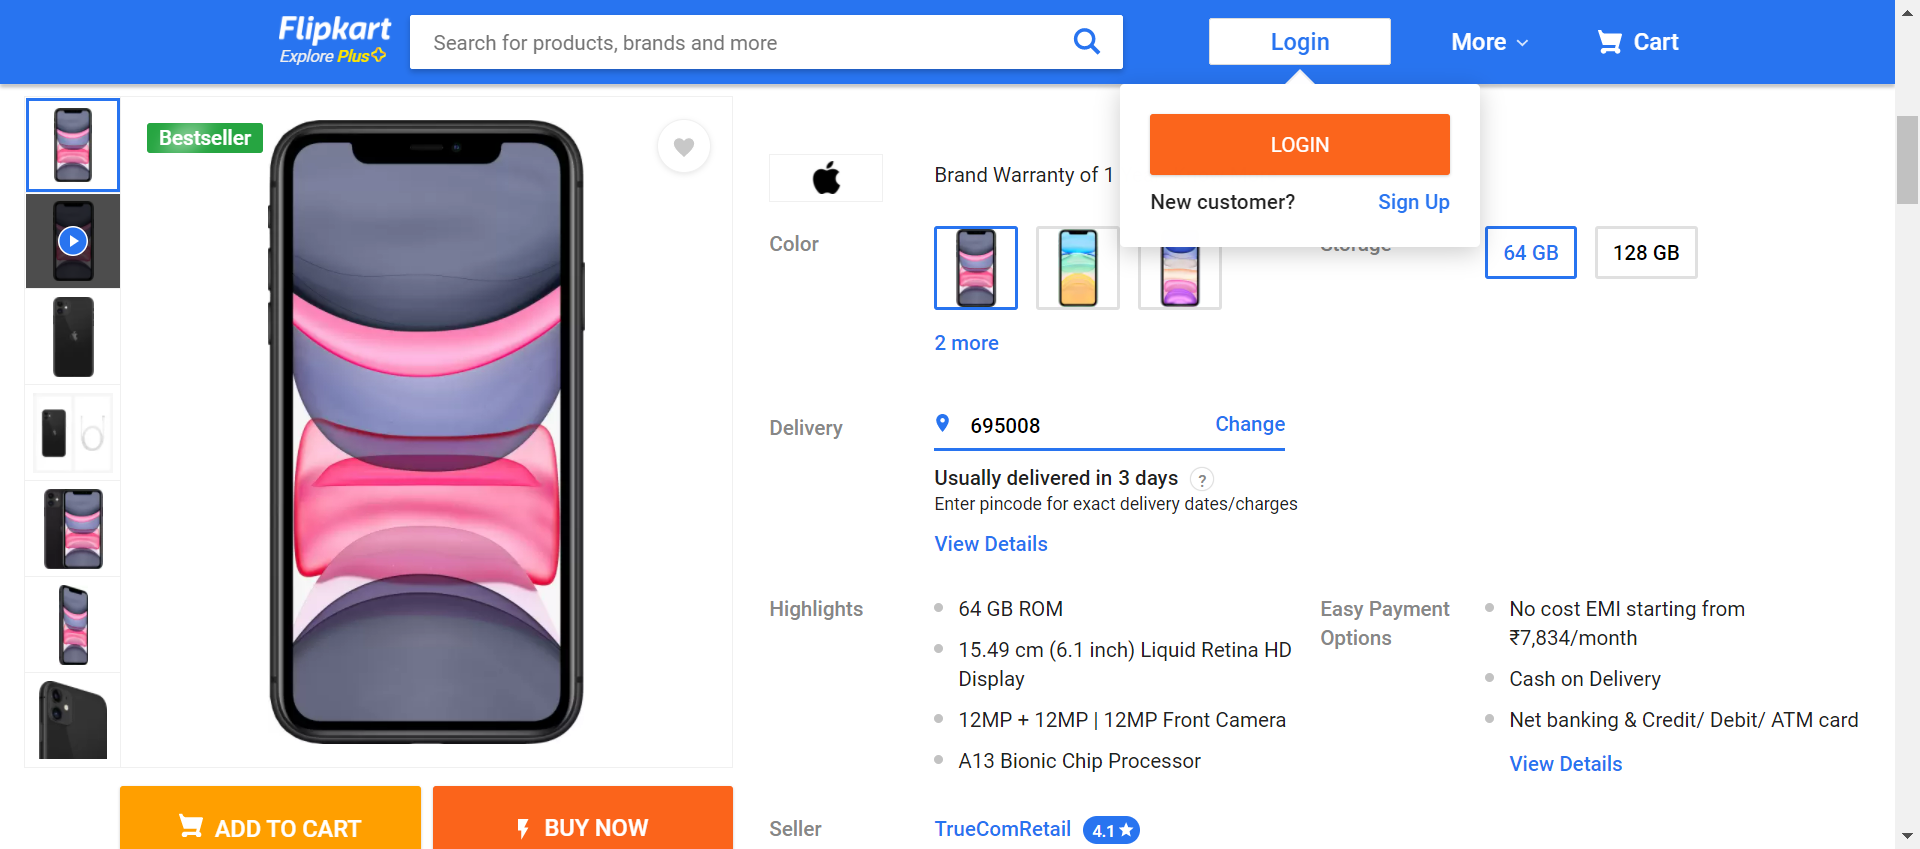 Flipkart
Explore Plus
Search for products, brands and more
Login
More
Cart
LOGIN
New customer?
Sign Up
Bestseller
Brand Warranty of 1
Color
Storage
64 GB
128 GB
2 more
Delivery
695008
Change
Usually delivered in 3 days
?
Enter pincode for exact delivery dates/charges
View Details
Highlights
64 GB ROM
15.49 cm (6.1 inch) Liquid Retina HD
Display
12MP + 12MP | 12MP Front Camera
A13 Bionic Chip Processor
Easy Payment
Options
No cost EMI starting from
₹7,834/month
Cash on Delivery
Net banking & Credit/ Debit/ ATM card
View Details
ADD TO CART
BUY NOW
Seller
TrueComRetail
4.1★